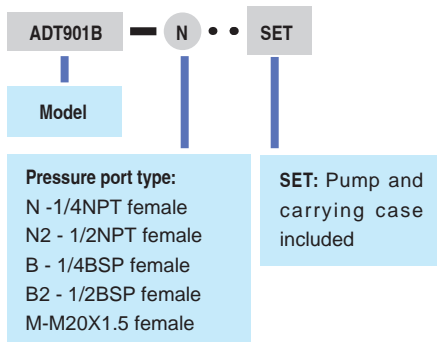 ADT901B — N • • SET
Model
Pressure port type:
N -1/4NPT female
N2 - 1/2NPT female
B - 1/4BSP female
B2 - 1/2BSP female
M-M20X1.5 female
SET: Pump and
carrying case
included